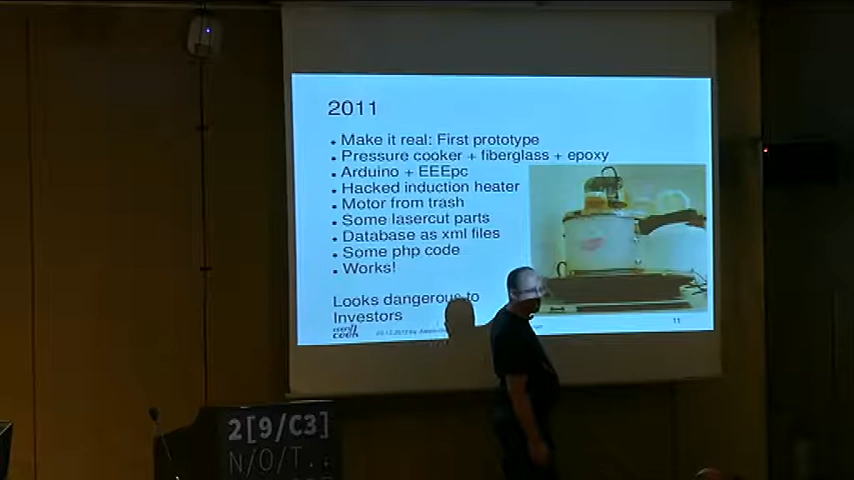 2011
• Make it real: First prototype
• Pressure cooker + fiberglass + epoxy
• Arduino + EEEpc
• Hacked induction heater
• Motor from trash
• Some lasercut parts
• Database as xml files
• Some php code
• Works!
Looks dangerous to
Investors
cook
11
2[9/C3]
N/O/T..